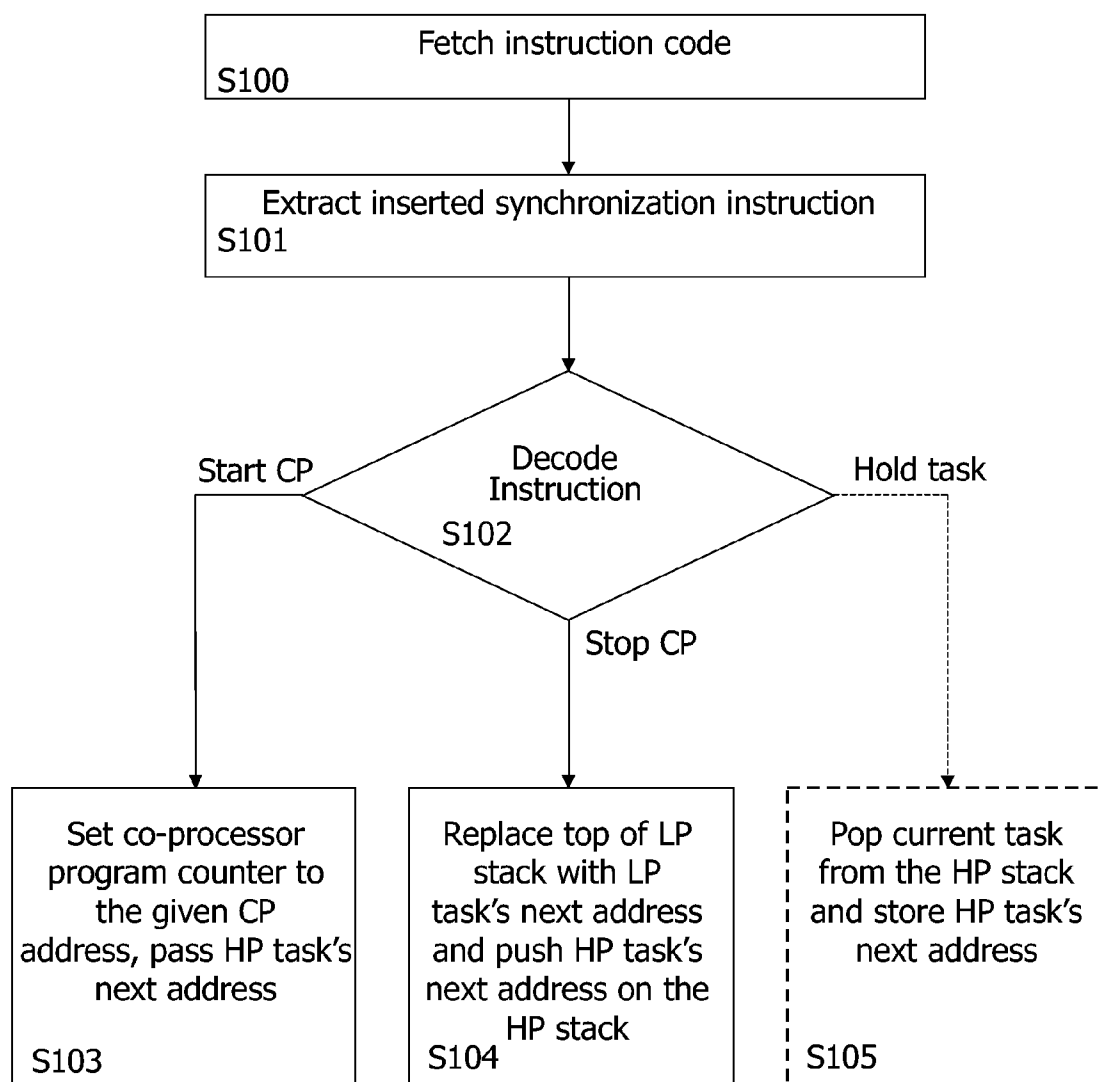 Fetch instruction code
S100
Extract inserted synchronization instruction
S101
Decode
Instruction
S102
Start CP
Hold task
Stop CP
Set co-processor
program counter to
the given CP
address, pass HP task's
next address
S103
Replace top of LP
stack with LP
task's next address
and push HP task's
next address on the
HP stack
S104
Pop current task
from the HP stack
and store HP task's
next address
S105